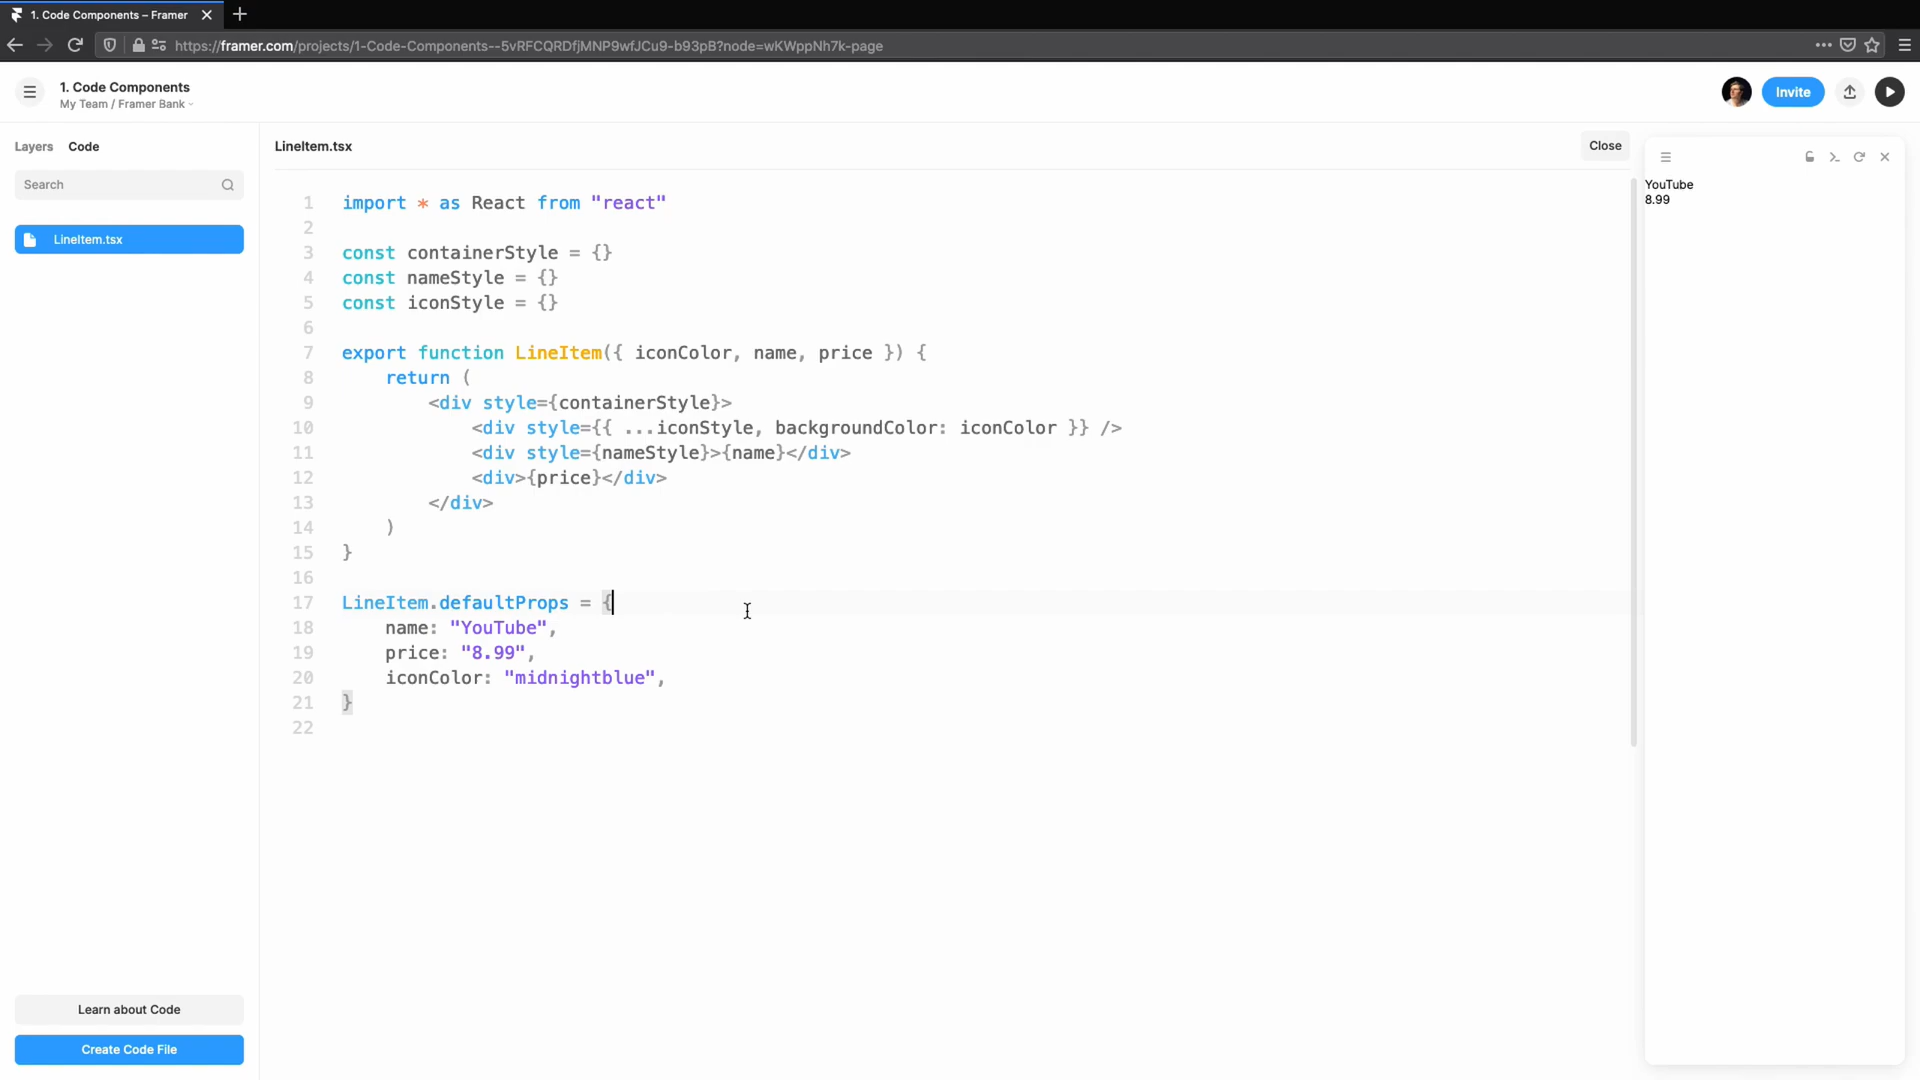 1. Code Components – Framer
https://framer.com/projects/1-Code-Components--5vRFCQRDfjMNP9wfJCu9-b93pB?node=wKWppNh7k-page
1. Code Components
My Team / Framer Bank
Invite
Layers Code
Search
LineItem.tsx
Learn about Code
Create Code File
LineItem.tsx
Close
1 import * as React from "react"
2
3 const containerStyle = {}
4 const nameStyle = {}
5 const iconStyle = {}
6
7 export function LineItem({ iconColor, name, price }) {
8 return (
9 <div style={containerStyle}>
10 <div style={{ ...iconStyle, backgroundColor: iconColor }} />
11 <div style={nameStyle}>{name}</div>
12 <div>{price}</div>
13 </div>
14 )
15 }
16
17 LineItem.defaultProps = {
18 name: "YouTube",
19 price: "8.99",
20 iconColor: "midnightblue",
21 }
22
YouTube
8.99